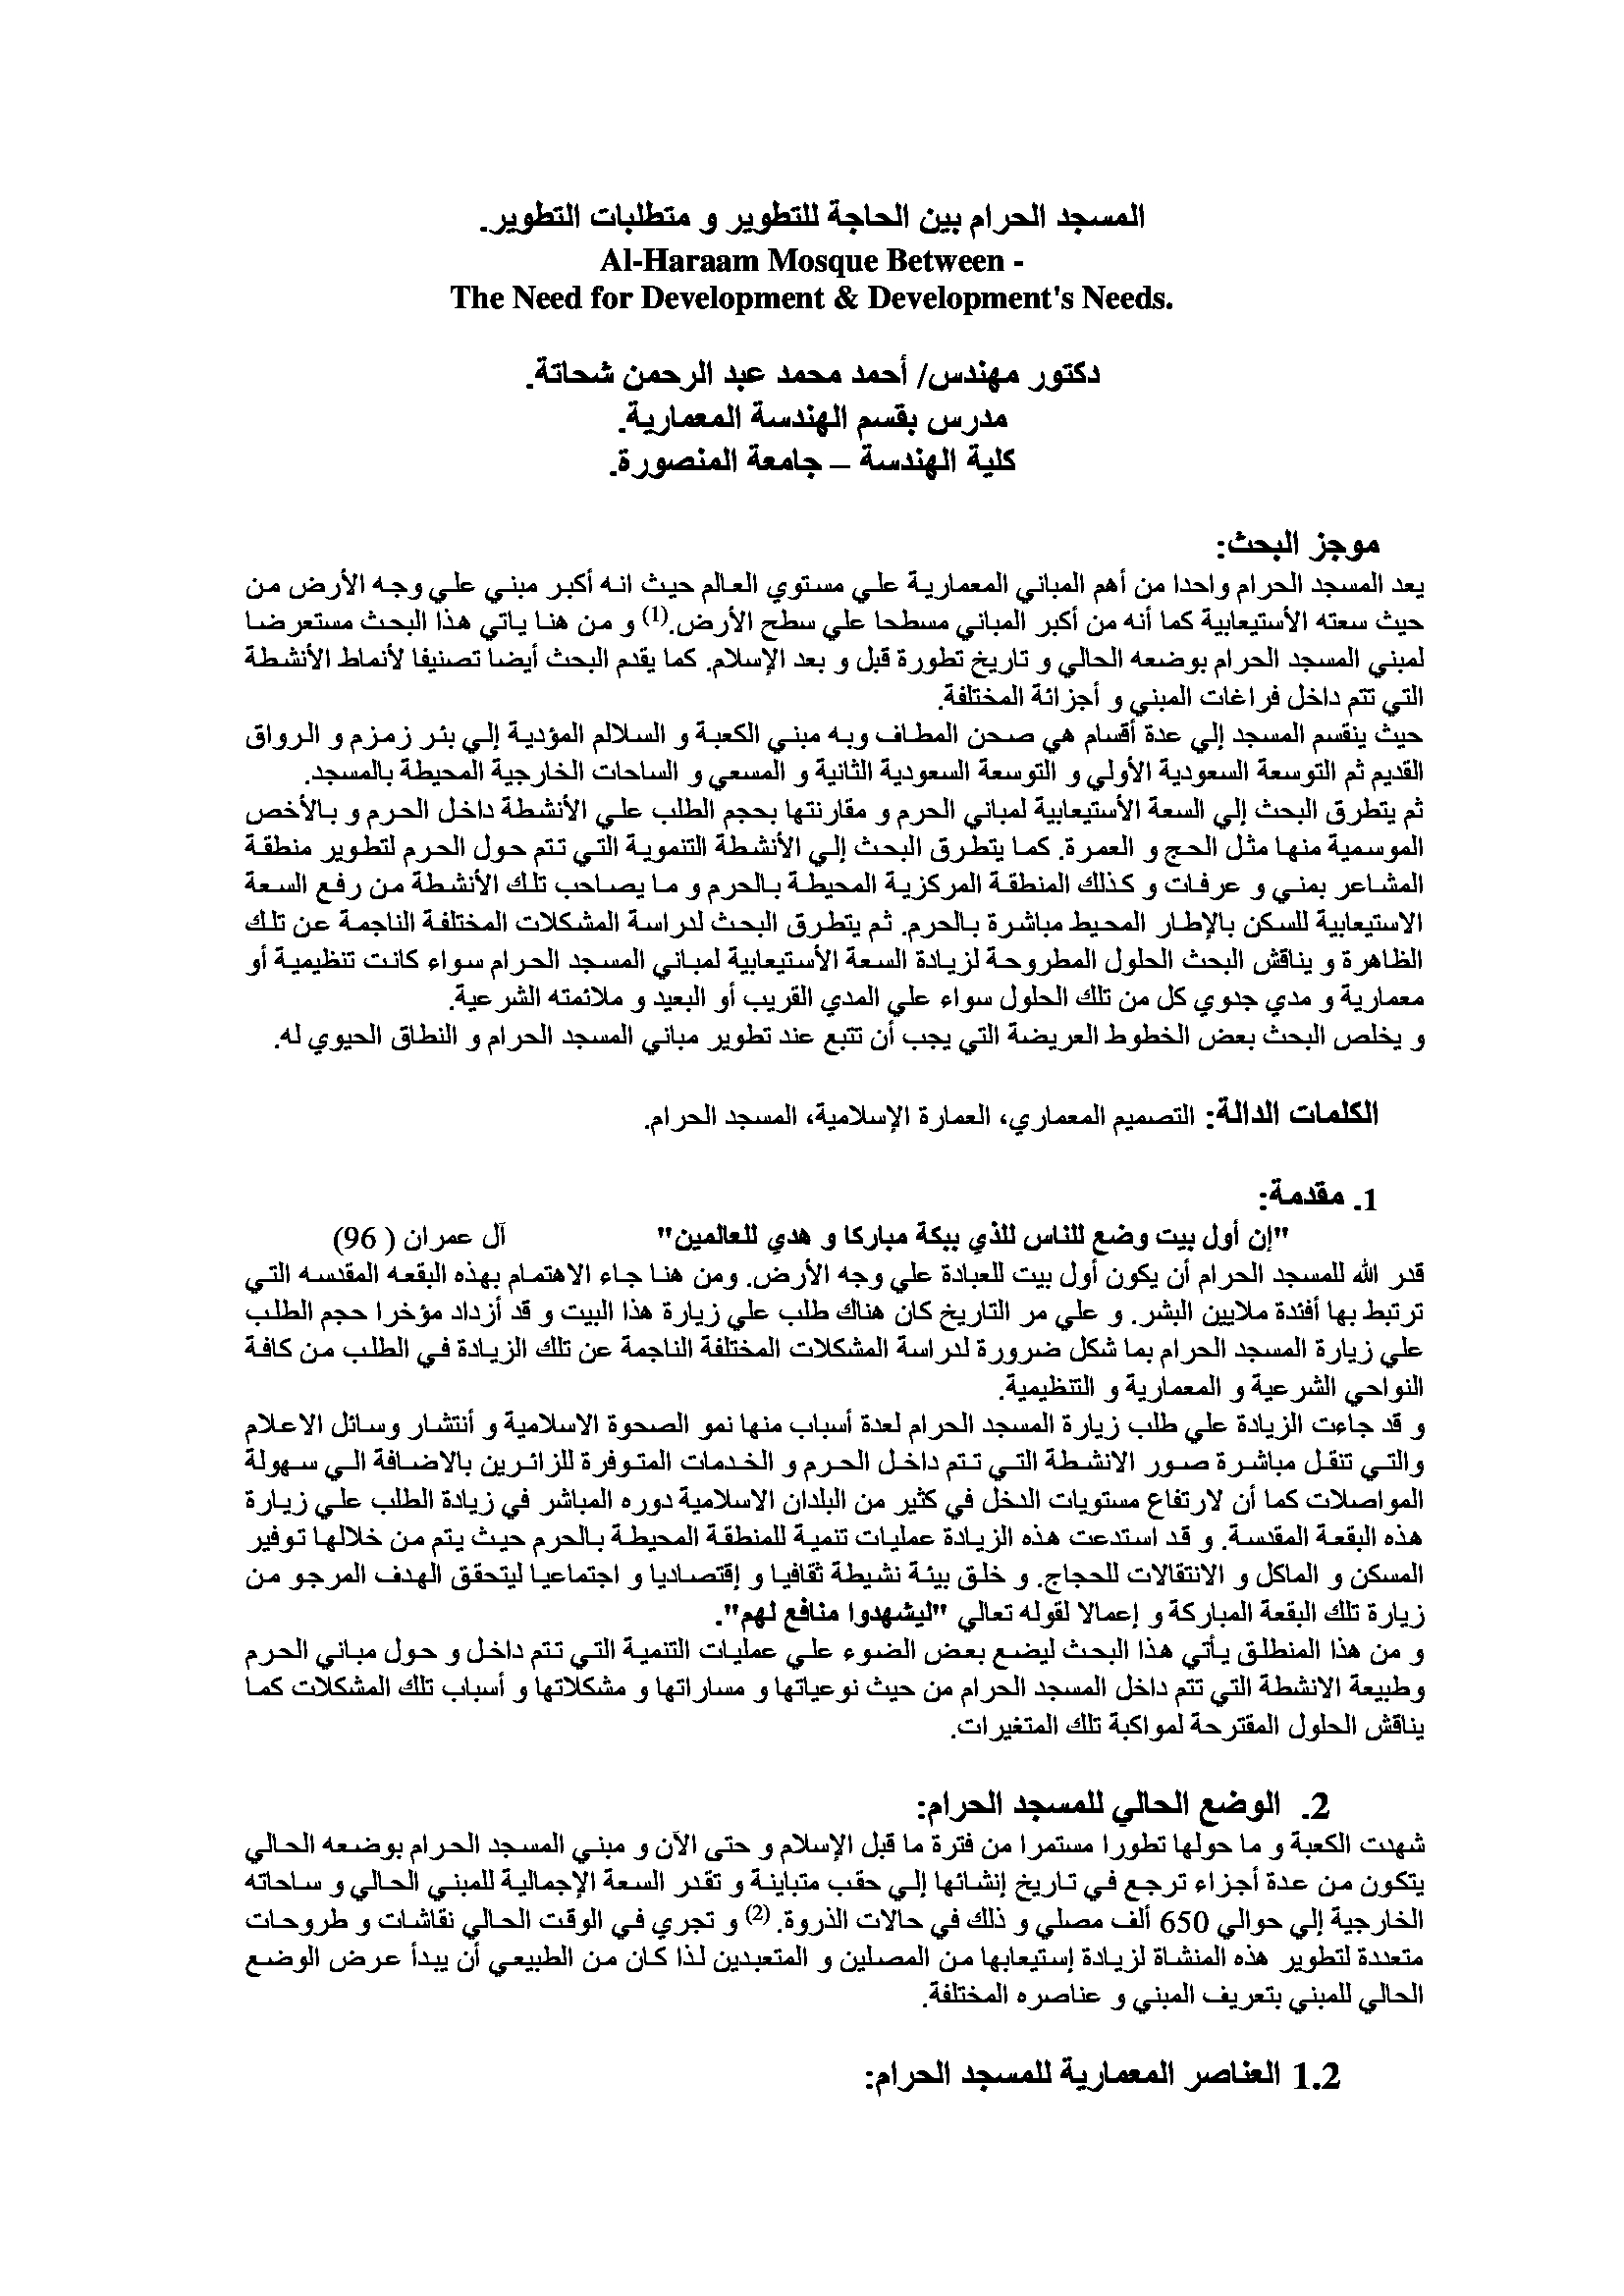 المسجد الحرام بين الحاجة للتطوير و متطلبات التطوير.
Al-Haraam Mosque Between -
The Need for Development & Development's Needs.
دكتور مهندس/ أحمد محمد عبد الرحمن شحاتة.
مدرس بقسم الهندسة المعمارية.
كلية الهندسة – جامعة المنصورة.
موجز البحث:
يعد المسجد الحرام واحدا من أهم المباني المعمارية علي مستوي العالم حيث انه أكبر مبني علي وجه الأرض من
حيث سعته الأستيعابية كما أنه من أكبر المباني مسطحا علي سطح الأرض.(1) و من هنا ياتي هذا البحث مستعرضا
لمبني المسجد الحرام بوضعه الحالي و تاريخ تطورة قبل و بعد الإسلام. كما يقدم البحث أيضا تصنيفا لأنماط الأنشطة
التي تتم داخل فراغات المبني و أجزائة المختلفة.
حيث ينقسم المسجد إلي عدة أقسام هي صحن المطاف وبه مبني الكعبة و السلالم المؤدية إلي بئر زمزم و الرواق
القديم ثم التوسعة السعودية الأولي و التوسعة السعودية الثانية و المسعي و الساحات الخارجية المحيطة بالمسجد.
ثم يتطرق البحث إلي السعة الأستيعابية لمباني الحرم و مقارنتها بحجم الطلب علي الأنشطة داخل الحرم و بالأخص
الموسمية منها مثل الحج و العمرة. كما يتطرق البحث إلي الأنشطة التنموية التي تتم حول الحرم لتطوير منطقة
المشاعر بمني و عرفات و كذلك المنطقة المركزية المحيطة بالحرم و ما يصاحب تلك الأنشطة من رفع السعة
الاستيعابية للسكن بالإطار المحيط مباشرة بالحرم. ثم يتطرق البحث لدراسة المشكلات المختلفة الناجمة عن تلك
الظاهرة و يناقش البحث الحلول المطروحة لزيادة السعة الأستيعابية لمباني المسجد الحرام سواء كانت تنظيمية أو
معمارية و مدي جدوي كل من تلك الحلول سواء علي المدي القريب أو البعيد و ملائمته الشرعية.
و يخلص البحث بعض الخطوط العريضة التي يجب أن تتبع عند تطوير مباني المسجد الحرام و النطاق الحيوي له.
الكلمات الدالة: التصميم المعماري، العمارة الإسلامية، المسجد الحرام.
1. مقدمة:
"إن أول بيت وضع للناس للذي ببكة مباركا و هدي للعالمين" آل عمران ( 96)
قدر الله للمسجد الحرام أن يكون أول بيت للعبادة علي وجه الأرض. ومن هنا جاء الاهتمام بهذه البقعه المقدسه التي
ترتبط بها أفئدة ملايين البشر. و علي مر التاريخ كان هناك طلب علي زيارة هذا البيت و قد أزداد مؤخرا حجم الطلب
علي زيارة المسجد الحرام بما شكل ضرورة لدراسة المشكلات المختلفة الناجمة عن تلك الزيادة في الطلب من كافة
النواحي الشرعية و المعمارية و التنظيمية.
و قد جاءت الزيادة علي طلب زيارة المسجد الحرام لعدة أسباب منها نمو الصحوة الاسلامية و أنتشار وسائل الاعلام
والتي تنقل مباشرة صور الانشطة التي تتم داخل الحرم و الخدمات المتوفرة للزائرين بالاضافة الي سهولة
المواصلات كما أن لارتفاع مستويات الدخل في كثير من البلدان الاسلامية دوره المباشر في زيادة الطلب علي زيارة
هذه البقعة المقدسة. و قد استدعت هذه الزيادة عمليات تنمية للمنطقة المحيطة بالحرم حيث يتم من خلالها توفير
المسكن و الماكل و الانتقالات للحجاج. و خلق بيئة نشيطة ثقافيا و إقتصاديا و اجتماعيا ليتحقق الهدف المرجو من
زيارة تلك البقعة المباركة و إعمالا لقوله تعالي "ليشهدوا منافع لهم".
و من هذا المنطلق يأتي هذا البحث ليضع بعض الضوء علي عمليات التنمية التي تتم داخل و حول مباني الحرم
وطبيعة الانشطة التي تتم داخل المسجد الحرام من حيث نوعياتها و مساراتها و مشكلاتها و أسباب تلك المشكلات كما
يناقش الحلول المقترحة لمواكبة تلك المتغيرات.
2. الوضع الحالي للمسجد الحرام:
شهدت الكعبة و ما حولها تطورا مستمرا من فترة ما قبل الإسلام و حتى الآن و مبني المسجد الحرام بوضعه الحالي
يتكون من عدة أجزاء ترجع في تاريخ إنشائها إلي حقب متباينة و تقدر السعة الإجمالية للمبني الحالي و ساحاته
الخارجية إلي حوالي 650 ألف مصلي و ذلك في حالات الذروة. (2) و تجري في الوقت الحالي نقاشات و طروحات
متعددة لتطوير هذه المنشاة لزيادة إستيعابها من المصلين و المتعبدين لذا كان من الطبيعي أن يبدأ عرض الوضع
الحالي للمبني بتعريف المبني و عناصره المختلفة.
1.2 العناصر المعمارية للمسجد الحرام: